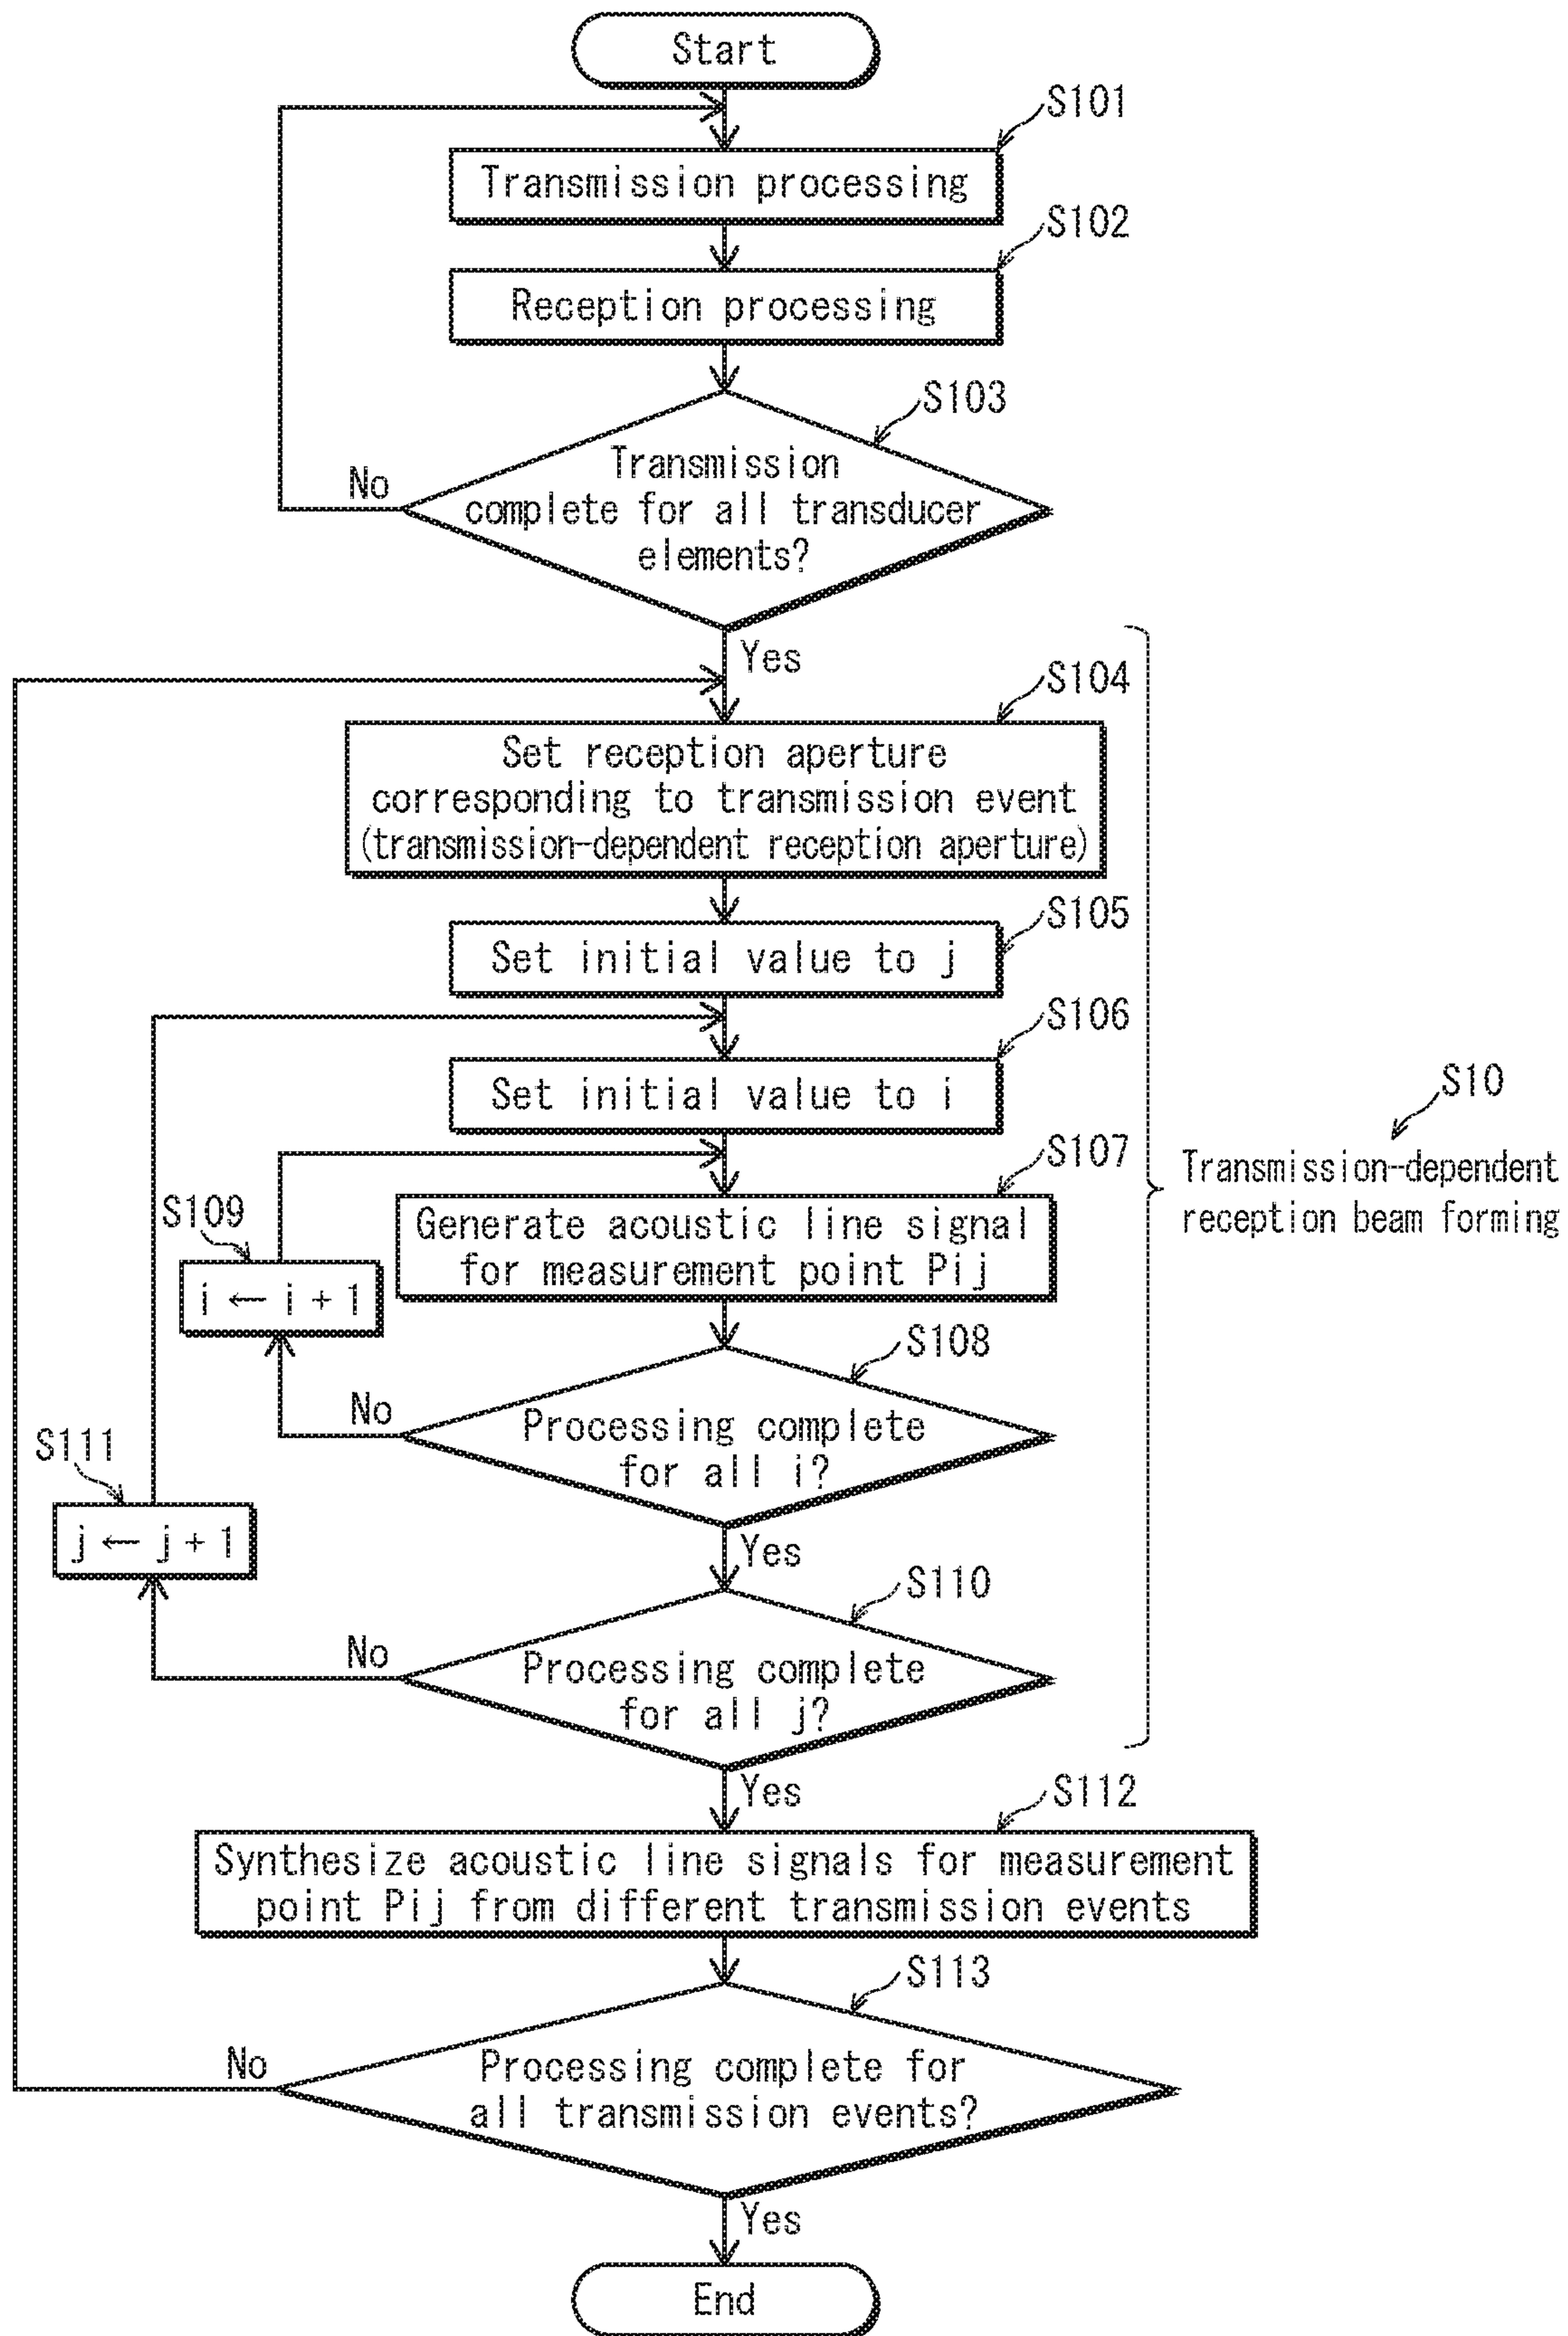 Start
S101
Transmission processing
S102
Reception processing
S103
Transmission
complete for all transducer
elements?
No
Yes
S104
Set reception aperture
corresponding to transmission event
(transmission-dependent reception aperture)
S105
Set initial value to j
S106
Set initial value to i
S10
Transmission-dependent
reception beam forming
S107
Generate acoustic line signal
for measurement point Pij
S109
i ← i + 1
S108
Processing complete
for all i?
No
Yes
S111
j ← j + 1
S110
Processing complete
for all j?
No
Yes
S112
Synthesize acoustic line signals for measurement
point Pij from different transmission events
S113
Processing complete for
all transmission events?
No
Yes
End